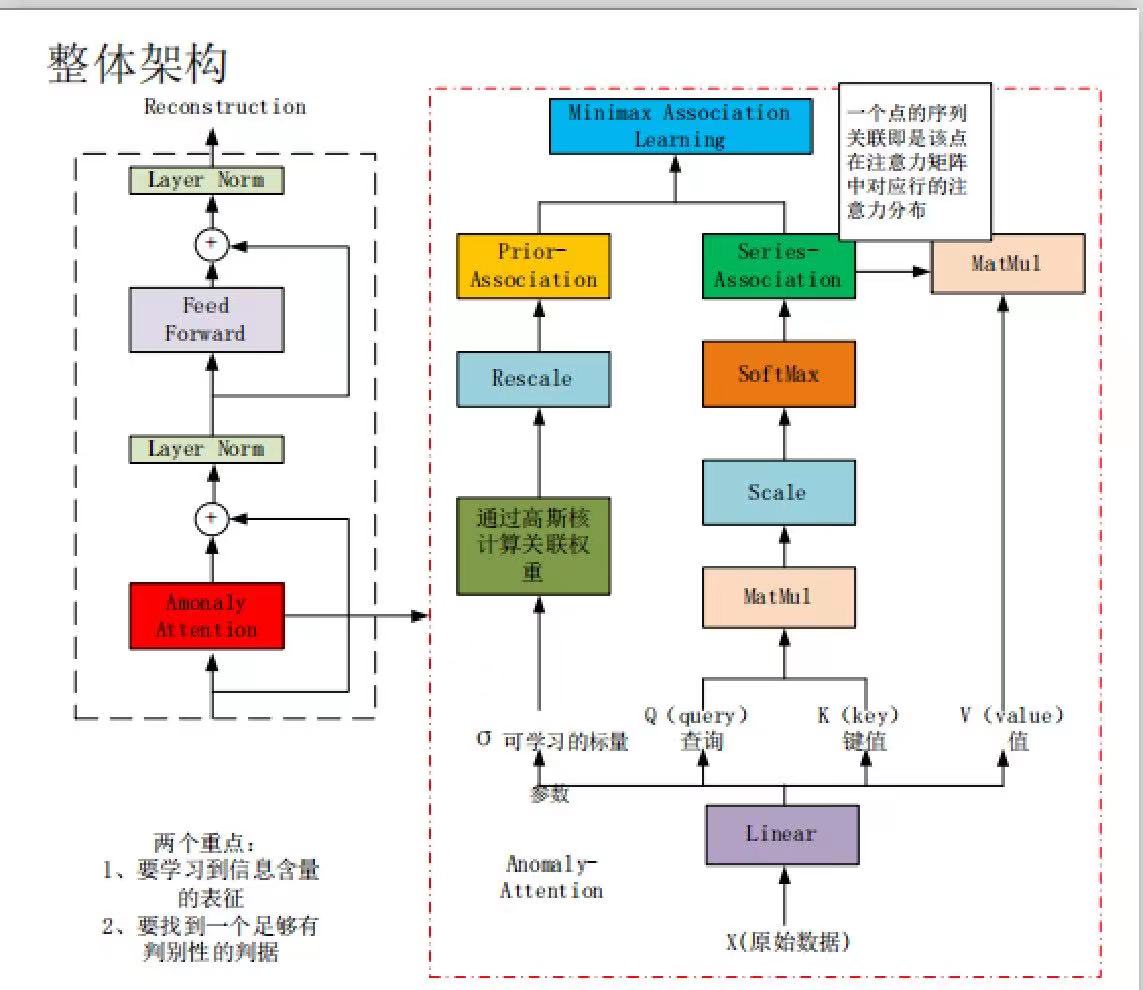 整体架构
Reconstruction
Layer Norm
+
Feed
Forward
Layer Norm
+
Amonaly
Attention
两个重点：
1、要学习到信息含量
的表征
2、要找到一个足够有
判别性的判据
Minimax Association
Learning
一个点的序列
关联即是该点
在注意力矩阵
中对应行的注
意力分布
Prior-
Association
Series-
Association
MatMul
Rescale
SoftMax
通过高斯核
计算关联权
重
Scale
MatMul
σ 可学习的标量
参数
Q（query）
查询
K（key）
键值
V（value）
值
Linear
Anomaly-
Attention
X(原始数据)